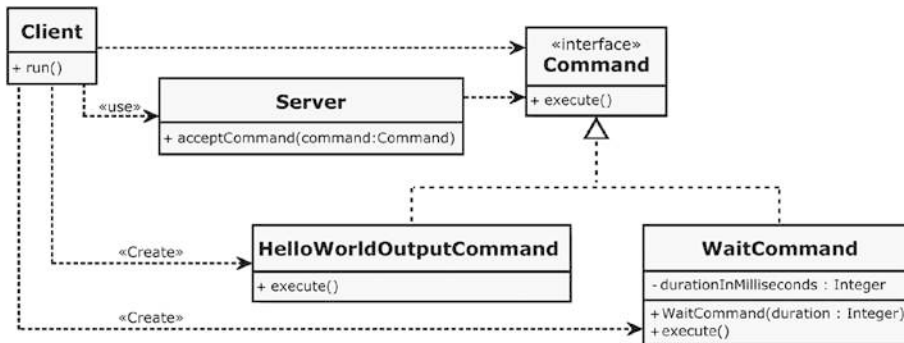 Client
+ run()
«interface»
Command
+ execute()
«use»
Server
+ acceptCommand(command:Command)
«Create»
HelloWorldOutputCommand
+ execute()
WaitCommand
- durationInMilliseconds : Integer
+ WaitCommand(duration : Integer)
+ execute()
«Create»